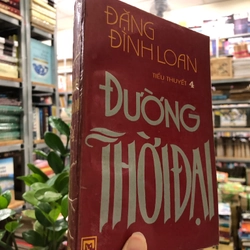 ĐẶNG
ĐÌNH LOAN
TIỂU THUYẾT 4
ĐƯỜNG
THỜI ĐẠI